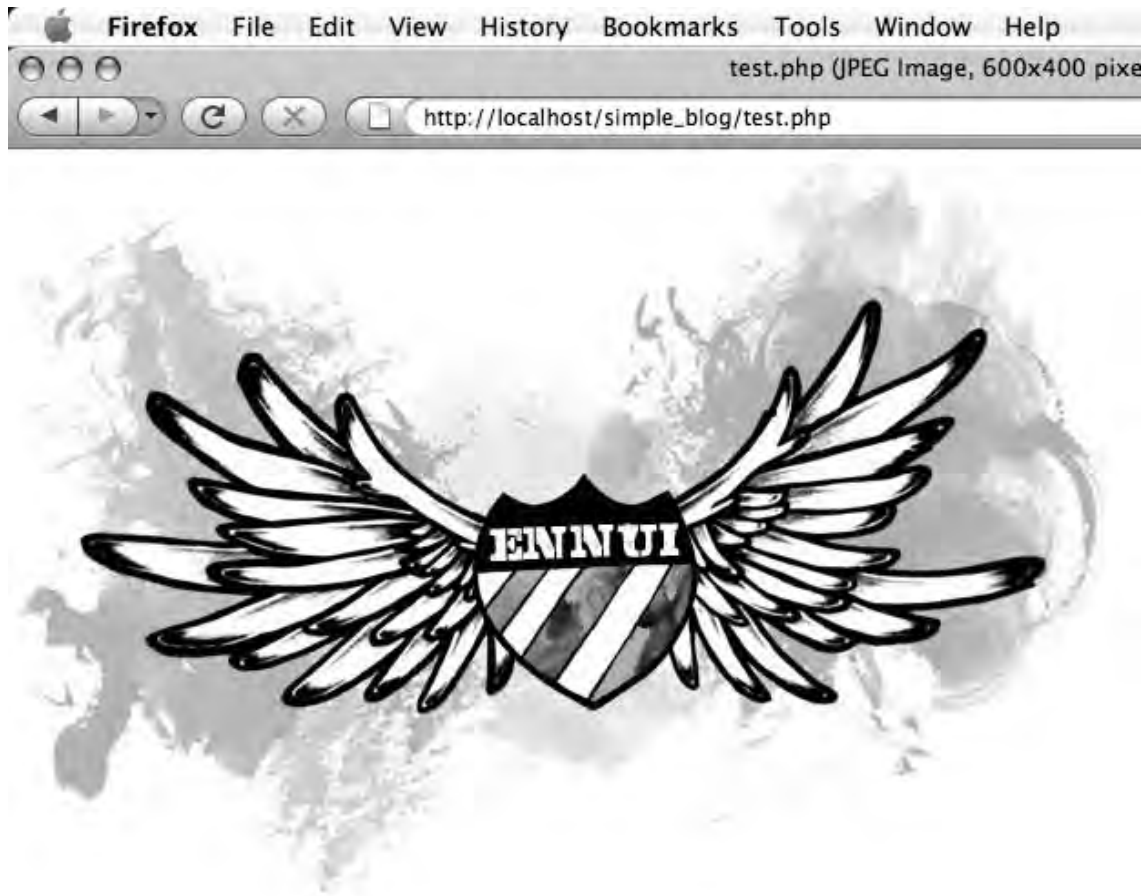 Firefox File Edit View History Bookmarks Tools Window Help
test.php (JPEG Image, 600x400 pixe
http://localhost/simple_blog/test.php
ENNUI